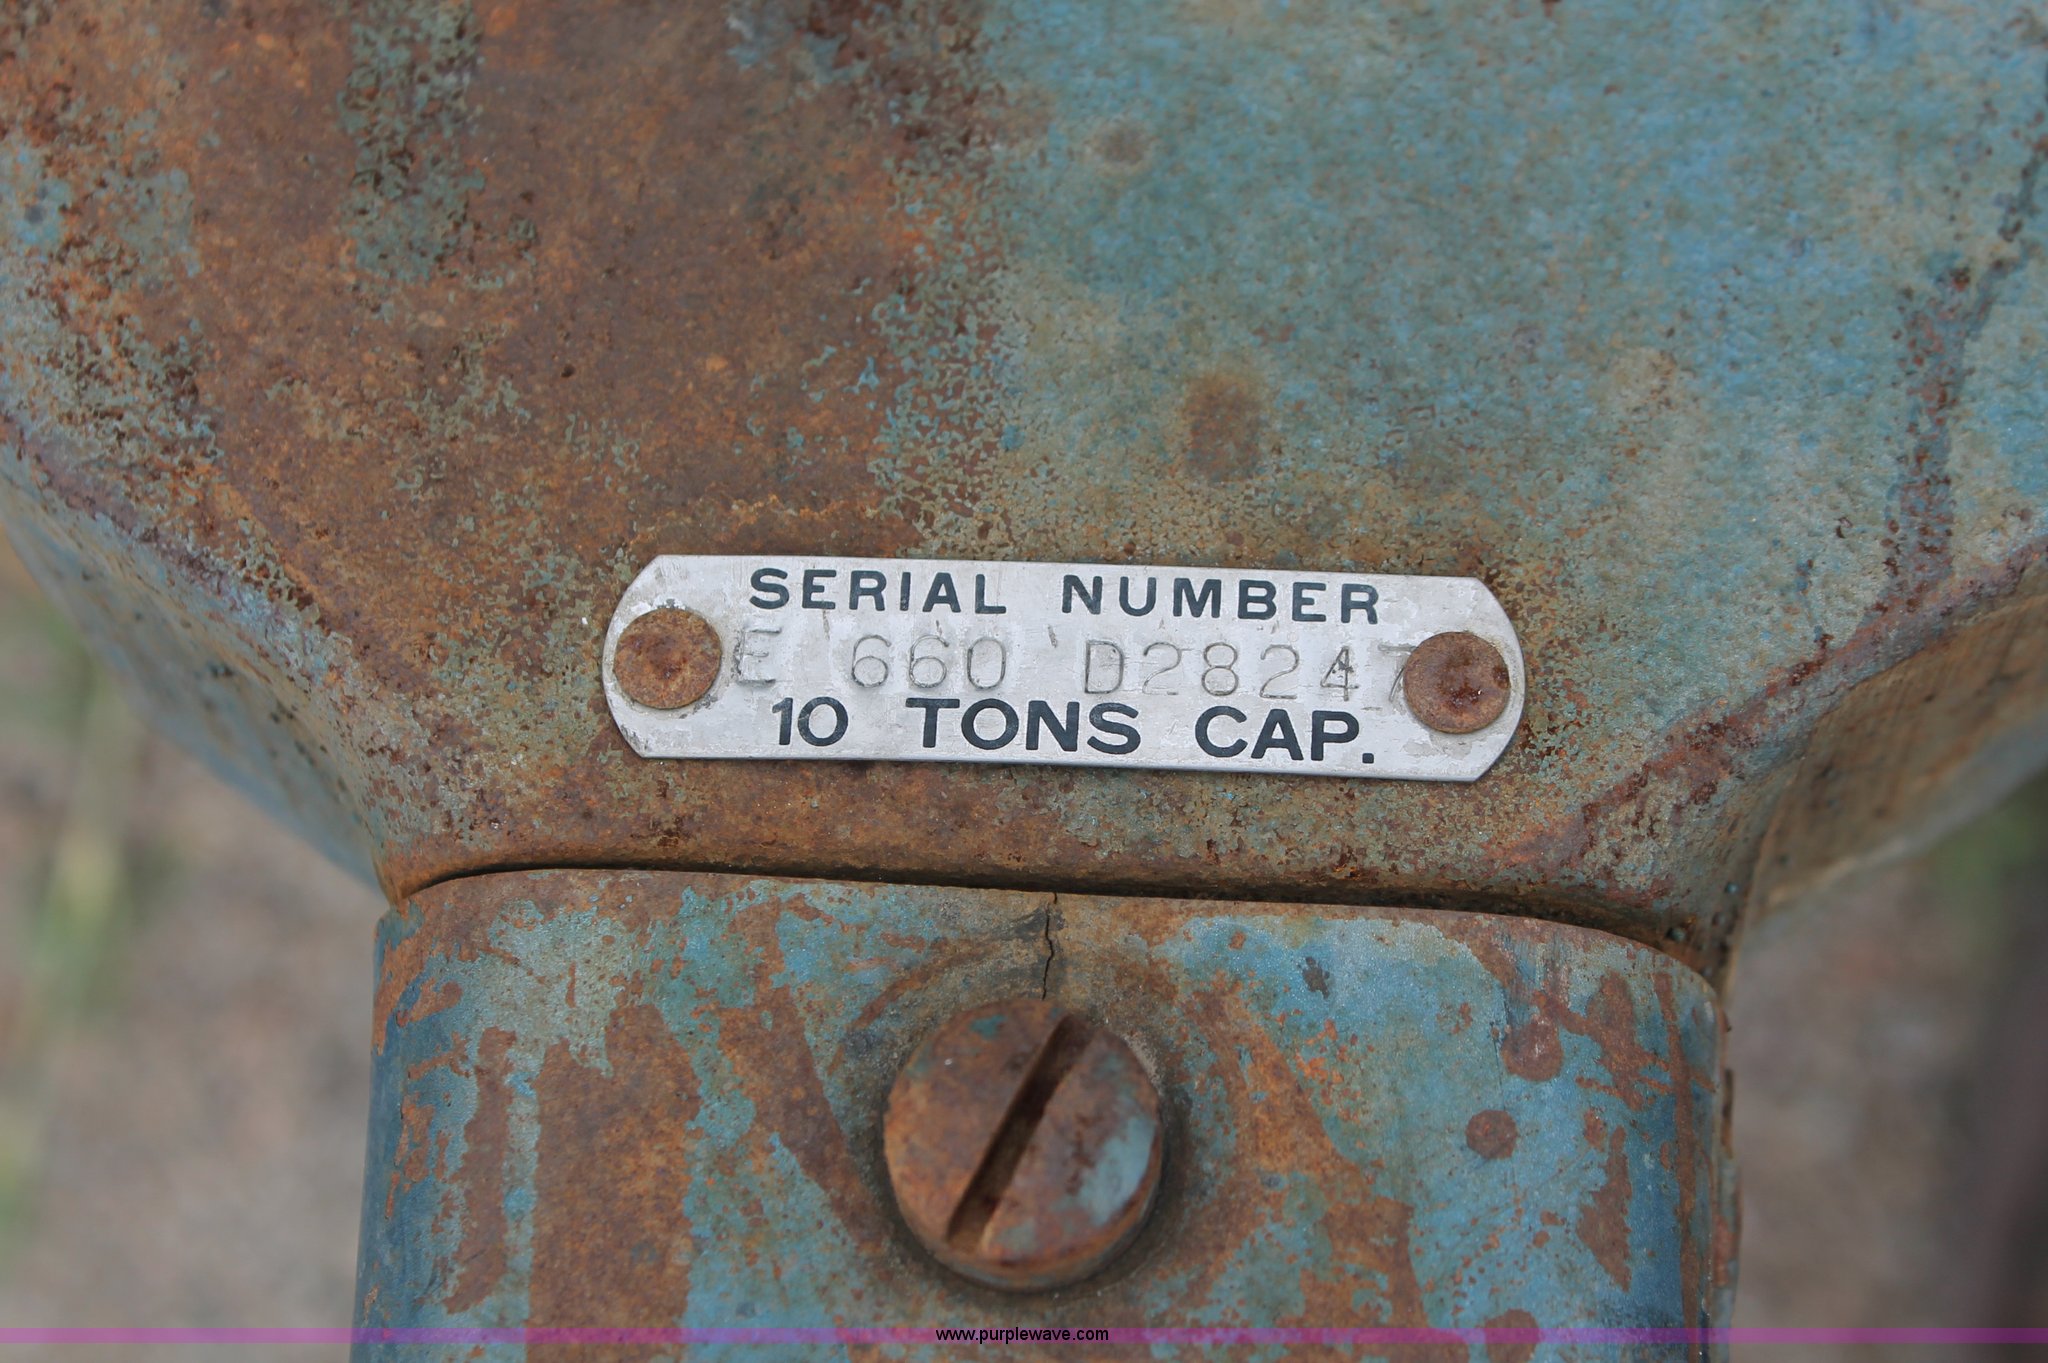 SERIAL NUMBER
E 660 D28247
10 TONS CAP.
www.purplewave.com